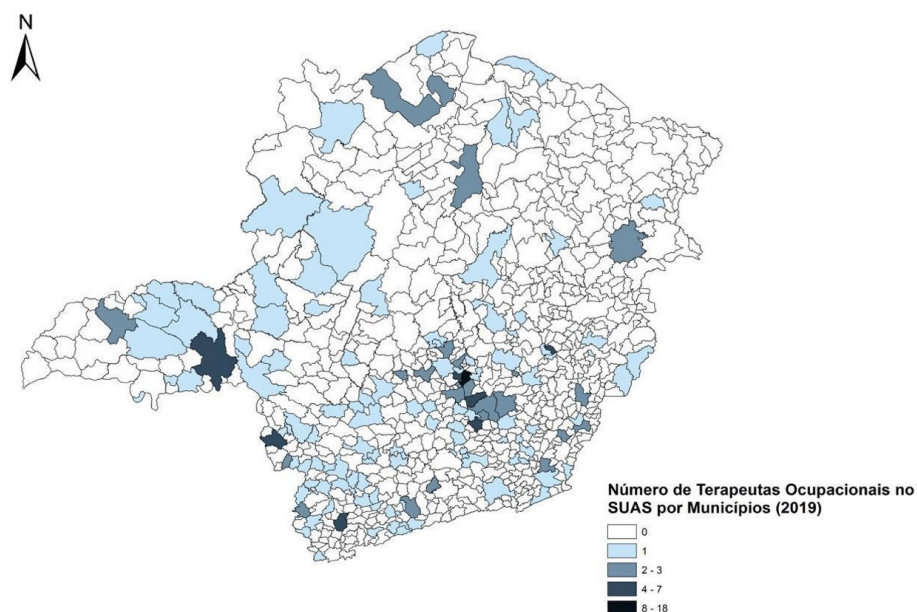 N
Número de Terapeutas Ocupacionais no
SUAS por Municípios (2019)
0
1
2 - 3
4 - 7
8 - 18